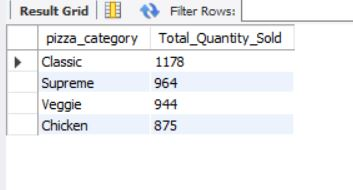 Result Grid Filter Rows:
pizza_category Total_Quantity_Sold
Classic 1178
Supreme 964
Veggie 944
Chicken 875